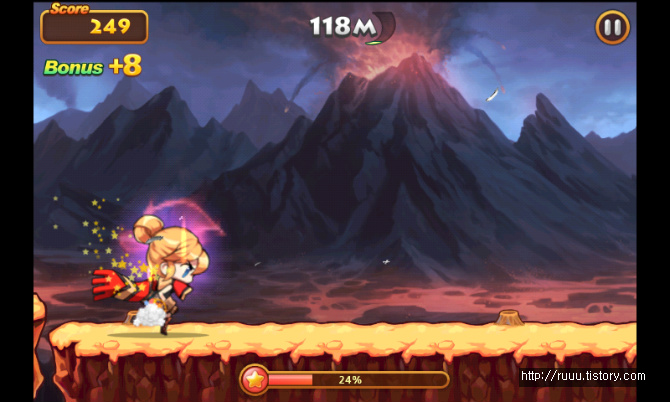 Score
249
118M
Bonus +8
24%
http://ruuu.tistory.com